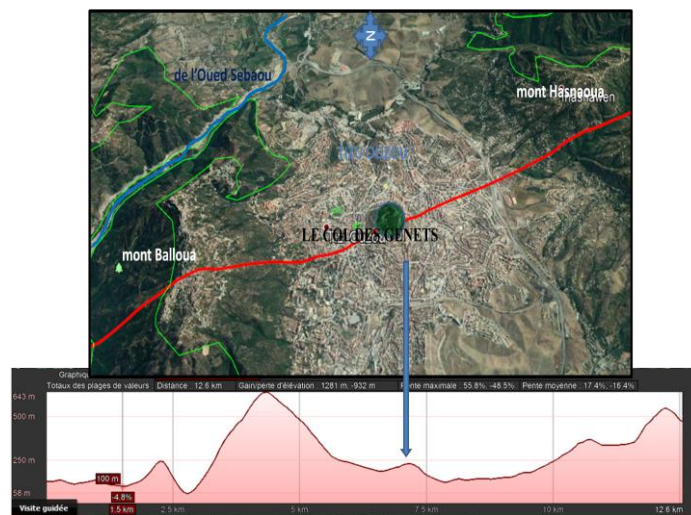 N
de l'Oued Sebaou
mont Hasnaoua
Tizi Ouzou
LE COL DES GENETS
mont Balloua
Graphiq
Totaux des plages de valeurs Distance : 12.6 km Gain/perte d'élévation : 1281 m, -932 m Pente maximale : 55.8%, -48.5% Pente moyenne : 17.4%, -16.4%
643 m
500 m
250 m
100 m
58 m
-4.8%
Visite guidée
1.5 km
2.5 km
5 km
7.5 km
10 km
12.6 km